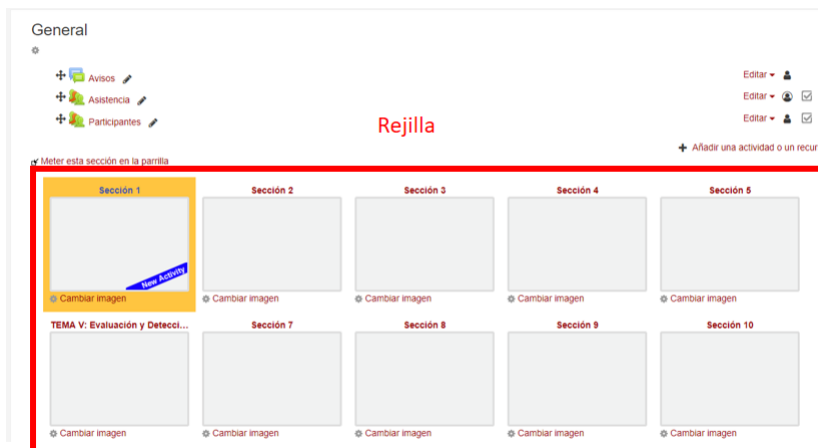 General
Avisos Editar
Asistencia Editar
Participantes Editar
Rejilla
Añadir una actividad o un recur
Meter esta sección en la parrilla
Sección 1 Sección 2 Sección 3 Sección 4 Sección 5
New Activity
Cambiar imagen Cambiar imagen Cambiar imagen Cambiar imagen Cambiar imagen
TEMA V: Evaluación y Detecci... Sección 7 Sección 8 Sección 9 Sección 10
Cambiar imagen Cambiar imagen Cambiar imagen Cambiar imagen Cambiar imagen